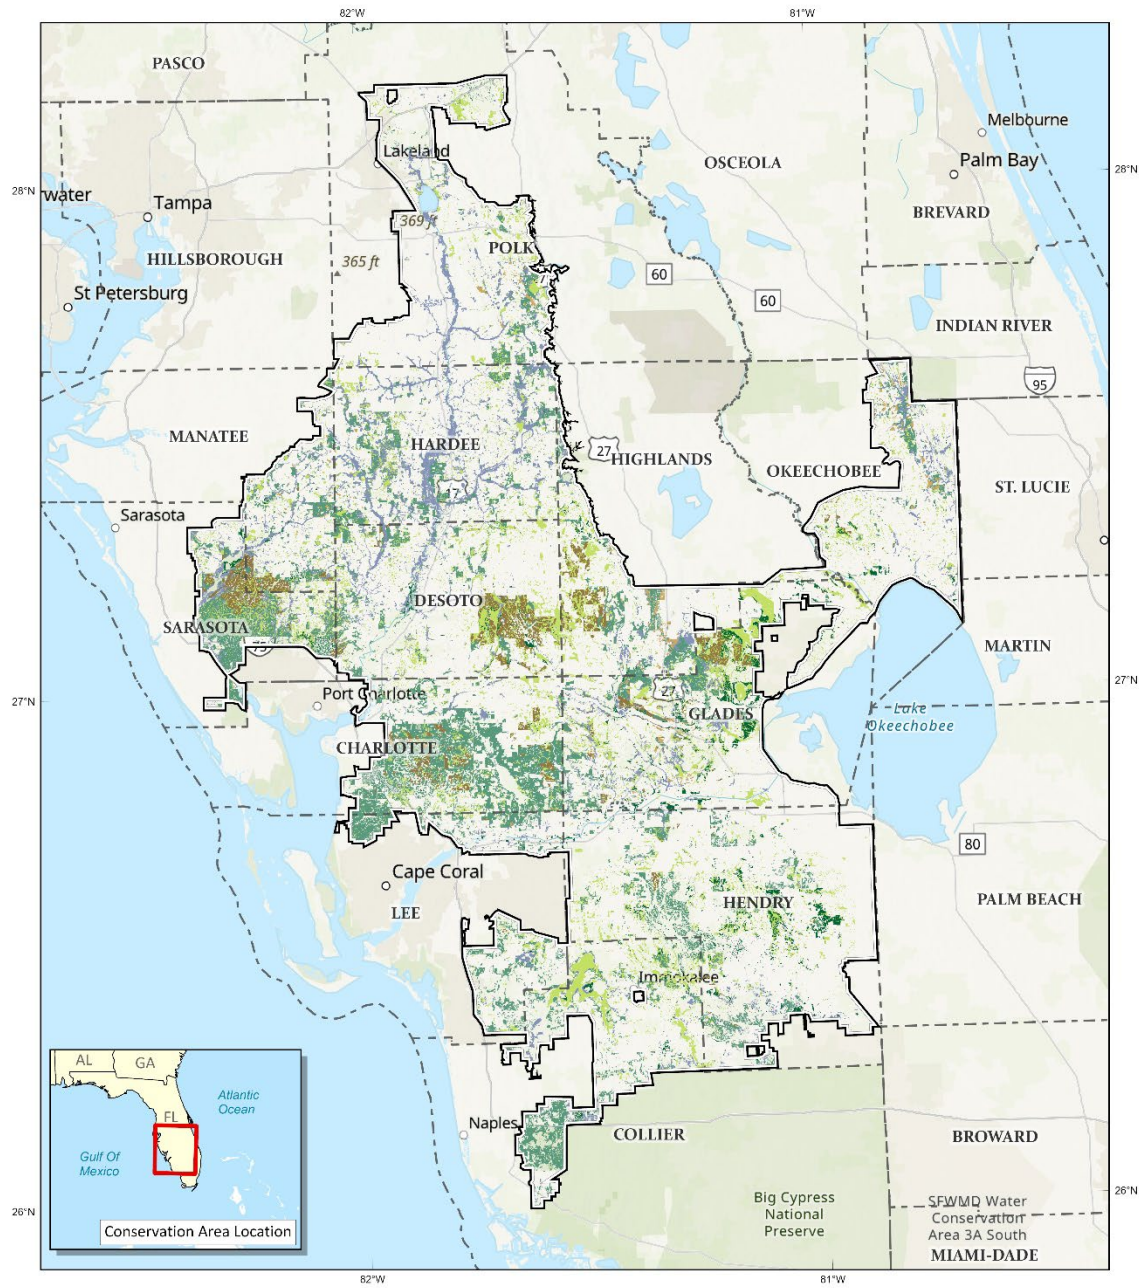 82°W
81°W
PASCO
Melbourne
Lakeland
OSCEOLA
Palm Bay
28°N
28°N
rwater
Tampa
369 ft
BREVARD
HILLSBOROUGH
365 ft
POLK
7
60
St Petersburg
60
INDIAN RIVER
95
MANATEE
HARDEE
27
HIGHLANDS
OKEECHOBEE
17
ST. LUCIE
Sarasota
DESOTO
SARASOTA
75
MARTIN
27°N
Port Charlotte
27
27°N
GLADES
Lake
Okeechobee
CHARLOTTE
80
Cape Coral
LEE
HENDRY
PALM BEACH
Immokalee
AL
GA
Atlantic
Ocean
FL
Gulf Of
Mexico
Conservation Area Location
Naples
COLLIER
BROWARD
Big Cypress
National
Preserve
SFWMD Water
Conservation
Area 3A South
26°N
26°N
MIAMI-DADE
82°W
81°W